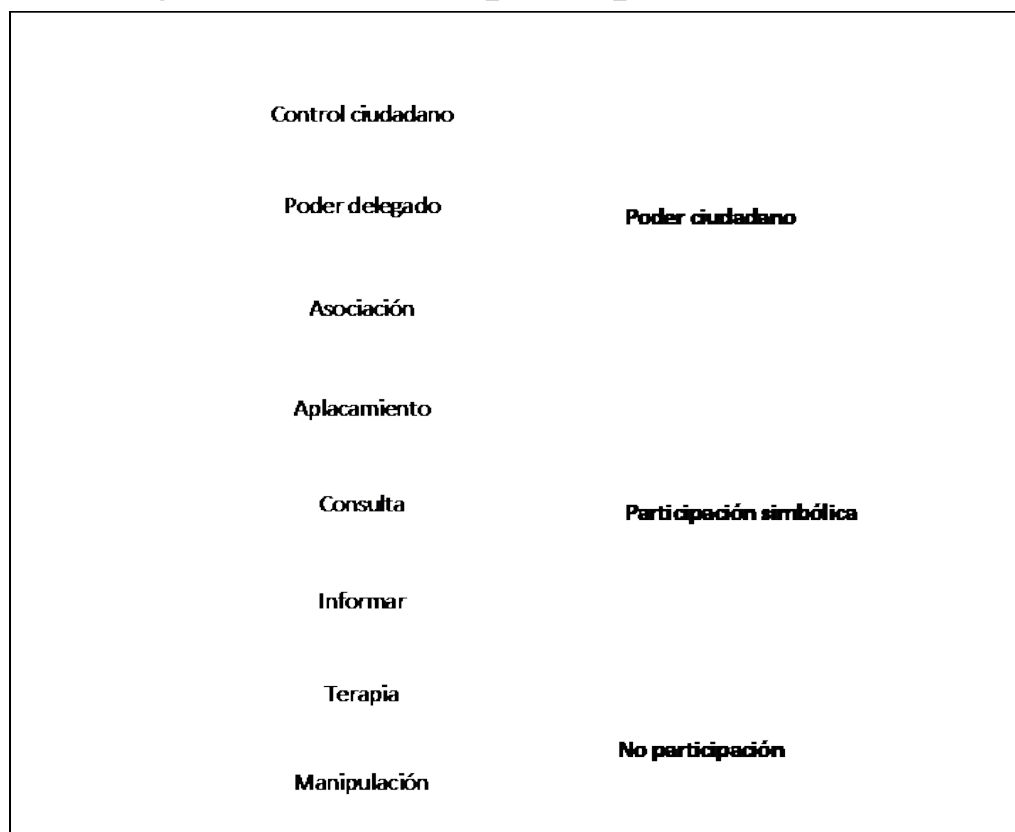 Control ciudadano
Poder delegado
Poder ciudadano
Asociación
Aplacamiento
Consulta
Participación simbólica
Informar
Terapia
No participación
Manipulación